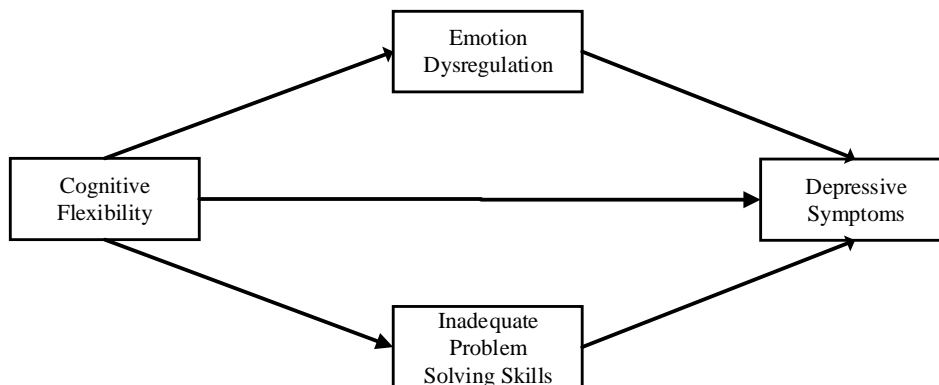 Emotion
Dysregulation
Cognitive
Flexibility
Depressive
Symptoms
Inadequate
Problem
Solving Skills